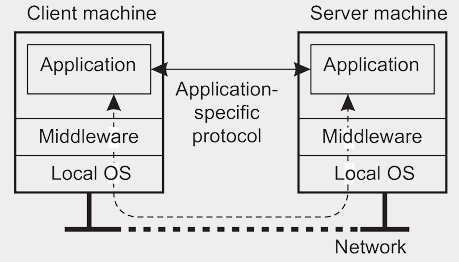 Client machine
Server machine
Application
Application
Application-
specific
protocol
Middleware
Middleware
Local OS
Local OS
Network